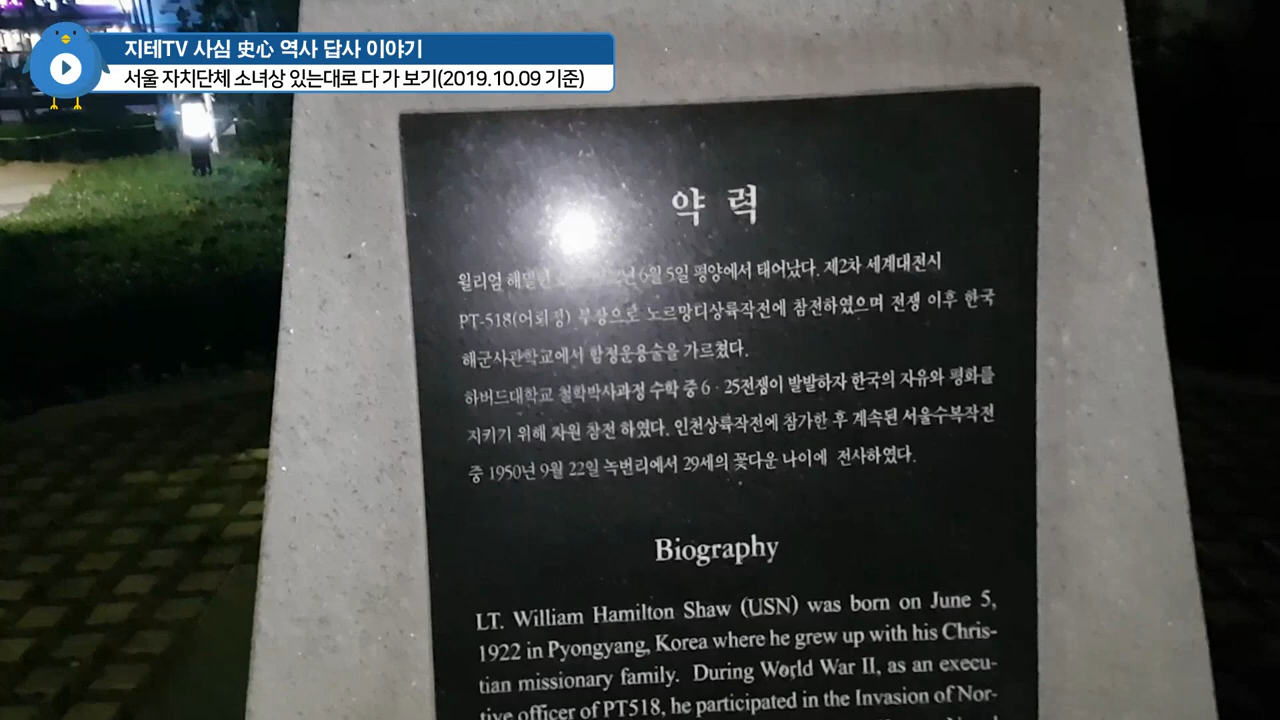 지테TV 사심 史心 역사 답사 이야기
서울 자치단체 소녀상 있는대로 다 가 보기(2019.10.09 기준)
약 력
윌리엄 해밀턴 6월 5일 평양에서 태어났다. 제2차 세계대전시
PT-518(어뢰정) 부장으로 노르망디상륙작전에 참전하였으며 전쟁 이후 한국
해군사관학교에서 함정운용술을 가르쳤다.
하버드대학교 철학박사과정 수학 중 6·25전쟁이 발발하자 한국의 자유와 평화를
지키기 위해 자원 참전 하였다. 인천상륙작전에 참가한 후 계속된 서울수복작전
중 1950년 9월 22일 녹번리에서 29세의 꽃다운 나이에 전사하였다.
Biography
LT. William Hamilton Shaw (USN) was born on June 5,
1922 in Pyongyang, Korea where he grew up with his Chris-
tian missionary family. During World War II, as an execu-
tive officer of PT518, he participated in the Invasion of Nor-